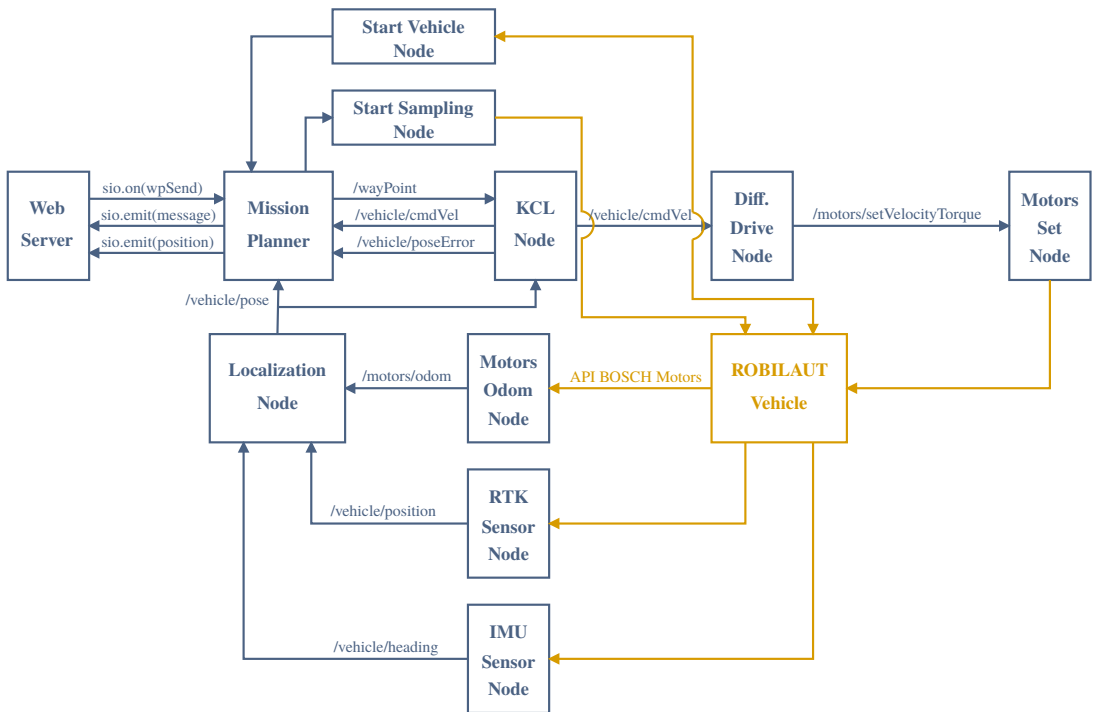 Start Vehicle
Node
Start Sampling
Node
Web
Server
sio.on(wpSend)
sio.emit(message)
sio.emit(position)
Mission
Planner
/wayPoint
/vehicle/cmdVel
/vehicle/poseError
KCL
Node
/vehicle/cmdVel
Diff.
Drive
Node
/motors/setVelocityTorque
Motors
Set
Node
/vehicle/pose
Localization
Node
/motors/odom
Motors
Odom
Node
API BOSCH Motors
ROBILAUT
Vehicle
/vehicle/position
RTK
Sensor
Node
/vehicle/heading
IMU
Sensor
Node